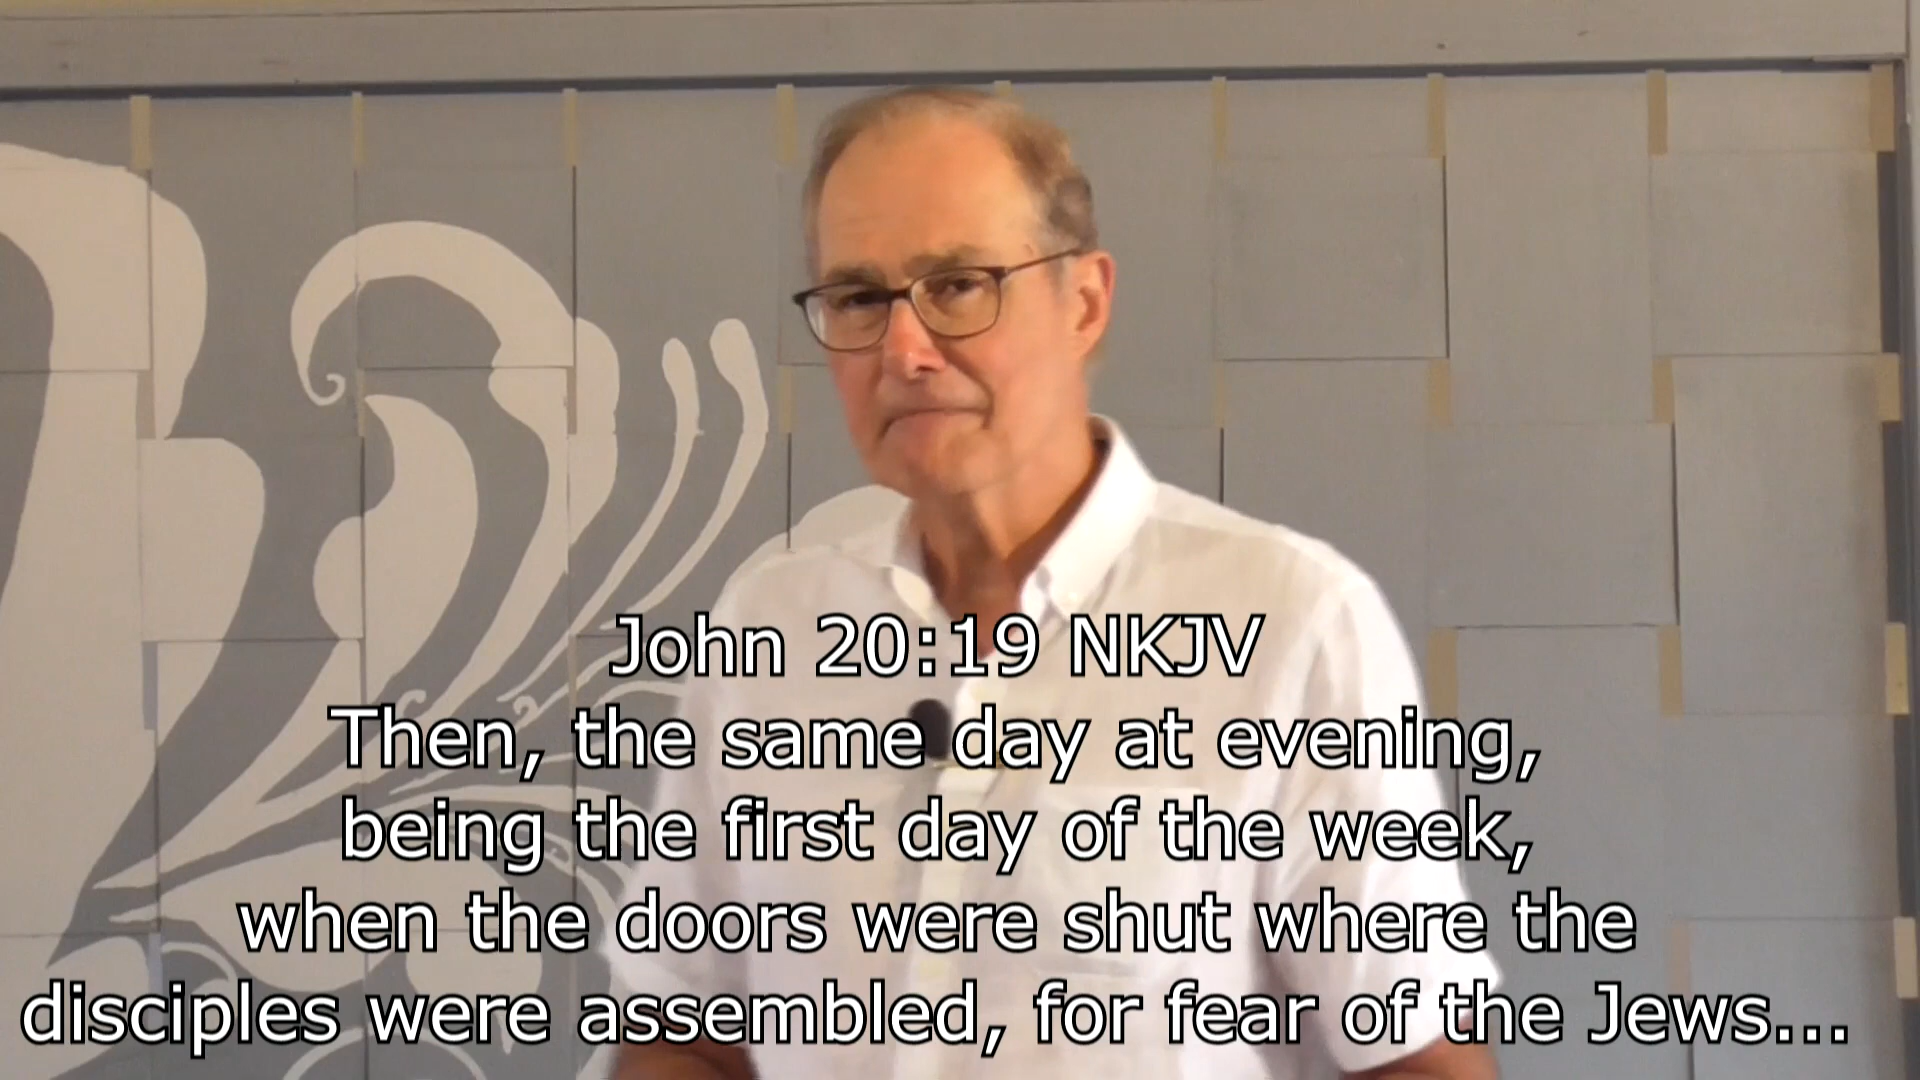 John 20:19 NKJV
Then, the same day at evening,
being the first day of the week,
when the doors were shut where the
disciples were assembled, for fear of the Jews...